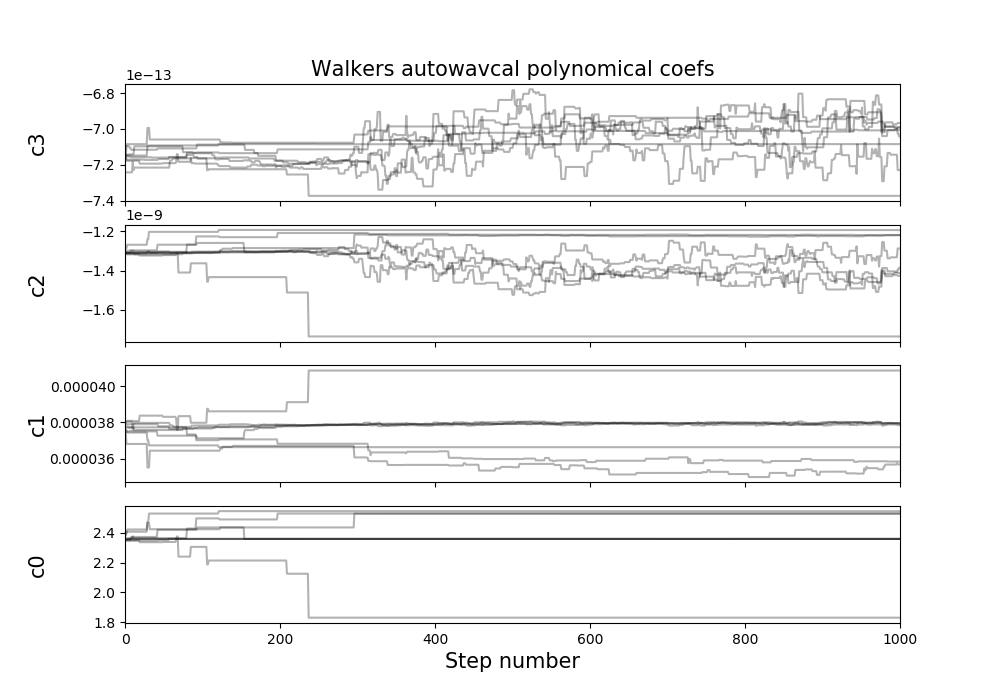 Walkers autowavcal polynomical coefs
1e−13
−6.8
−7.0
−7.2
−7.4
c3
1e−9
−1.2
−1.4
−1.6
c2
0.000040
0.000038
0.000036
c1
2.4
2.2
2.0
1.8
c0
0 200 400 600 800 1000
Step number